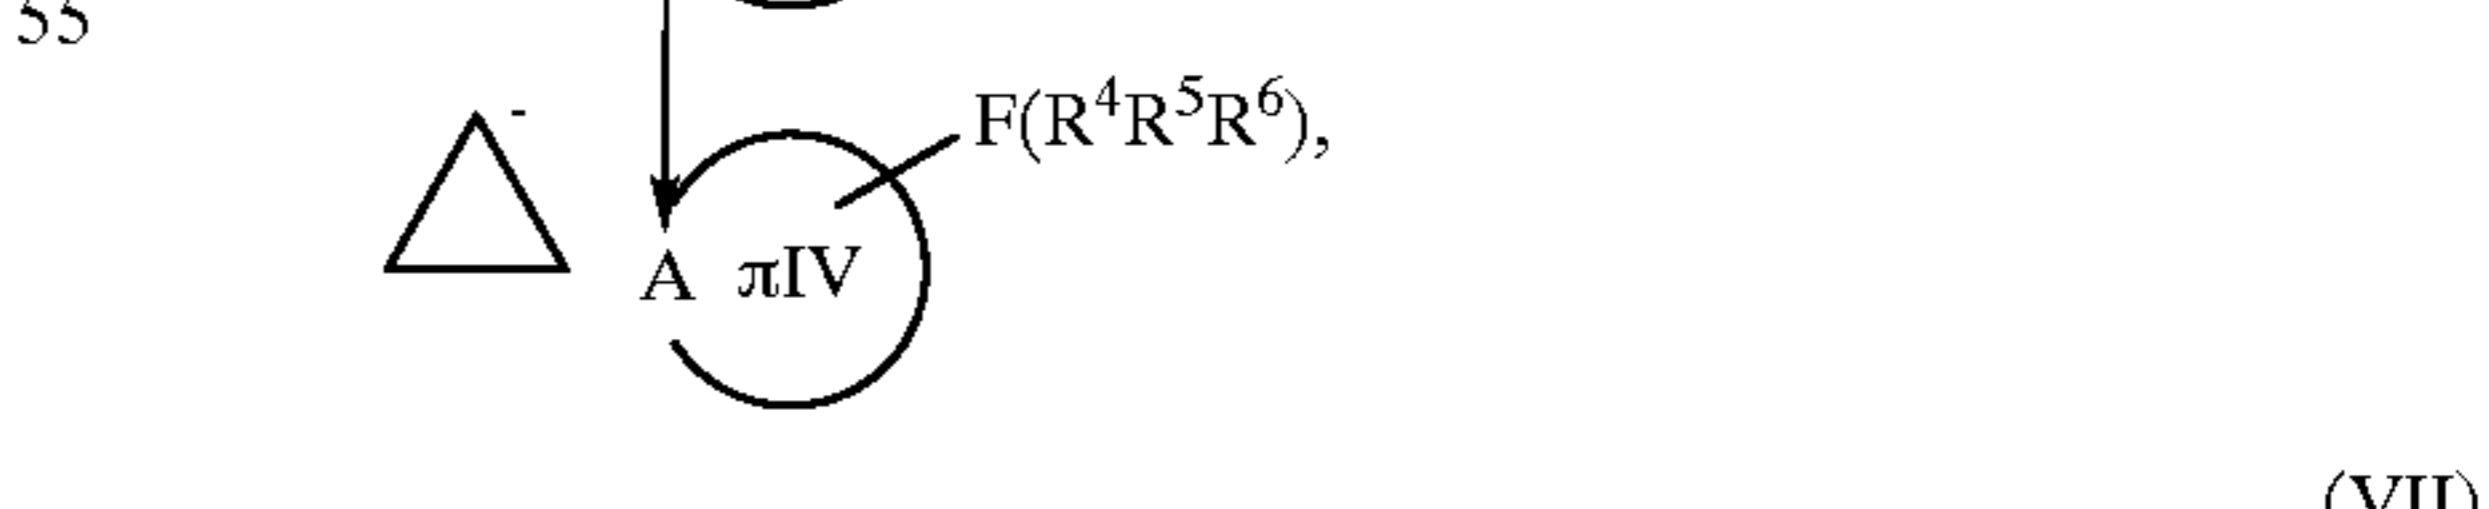 55
-
F(R⁴R⁵R⁶),
A πIV
(VII)